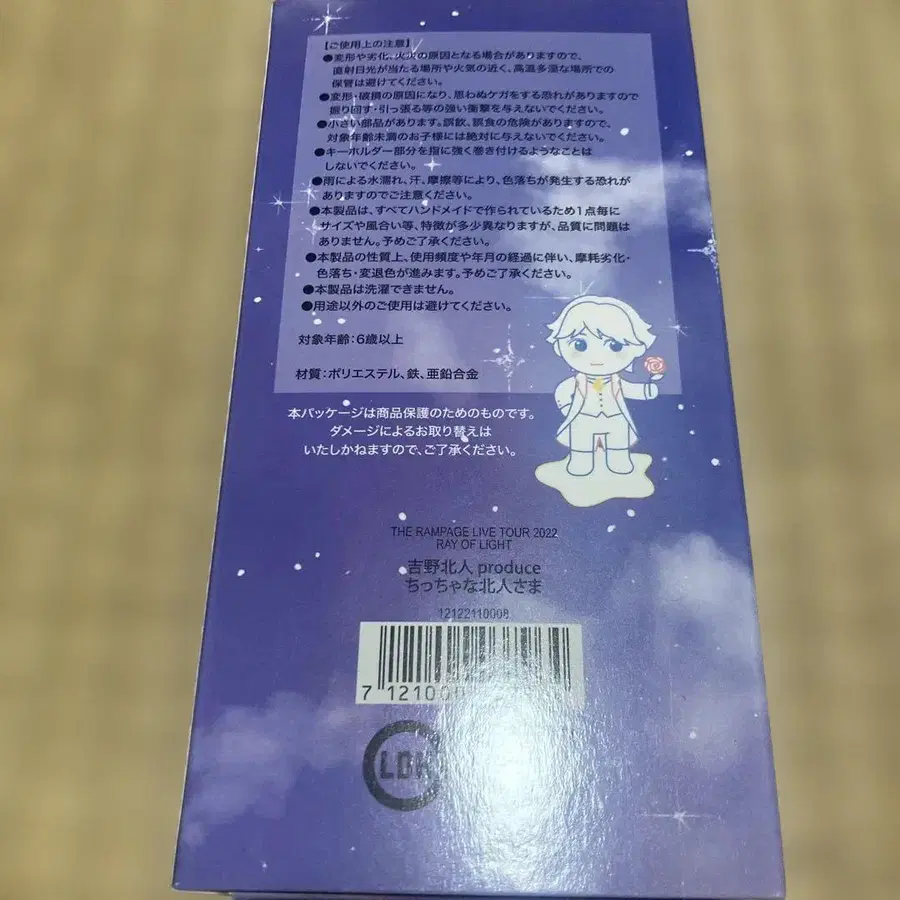 【ご使用上の注意】
●変形や劣化、火災の原因となる場合がありますので、
直射日光が当たる場所や火気の近く、高温多湿な場所での
保管は避けてください。
●変形・破損の原因になり、思わぬケガをする恐れがありますので
振り回す・引っ張る等の強い衝撃を与えないでください。
●小さい部品があります。誤飲、誤食の危険がありますので、
対象年齢未満のお子様には絶対に与えないでください。
●キーホルダー部分を指に強く巻き付けるようなことは
しないでください。
●雨による水濡れ、汗、摩擦等により、色落ちが発生する恐れが
ありますのでご注意ください。
●本製品は、すべてハンドメイドで作られているため1点毎に
サイズや風合い等、特徴が多少異なりますが、品質に問題は
ありません。予めご了承ください。
●本製品の性質上、使用頻度や年月の経過に伴い、摩耗劣化・
色落ち・変退色が進みます。予めご了承ください。
●本製品は洗濯できません。
●用途以外のご使用は避けてください。
対象年齢:6歳以上
材質:ポリエステル、鉄、亜鉛合金
本パッケージは商品保護のためのものです。
ダメージによるお取り替えは
いたしかねますので、ご了承ください。
THE RAMPAGE LIVE TOUR 2022
RAY OF LIGHT
吉野北人 produce
ちっちゃな北人さま
12122110008
7 12100
LDH